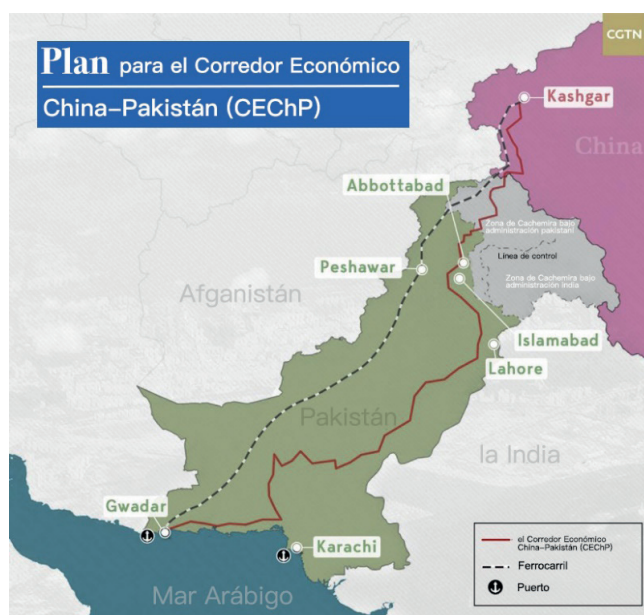 CGTN
Plan para el Corredor Económico
China–Pakistán (CEChP)
Kashgar
China
Abbottabad
Zona de Cachemira bajo
administración pakistaní
Línea de control
Peshawar
Zona de Cachemira bajo
administración india
Afganistán
Islamabad
Lahore
Pakistán
la India
Gwadar
Karachi
Mar Arábigo
el Corredor Económico
China–Pakistán (CEChP)
Ferrocarril
Puerto